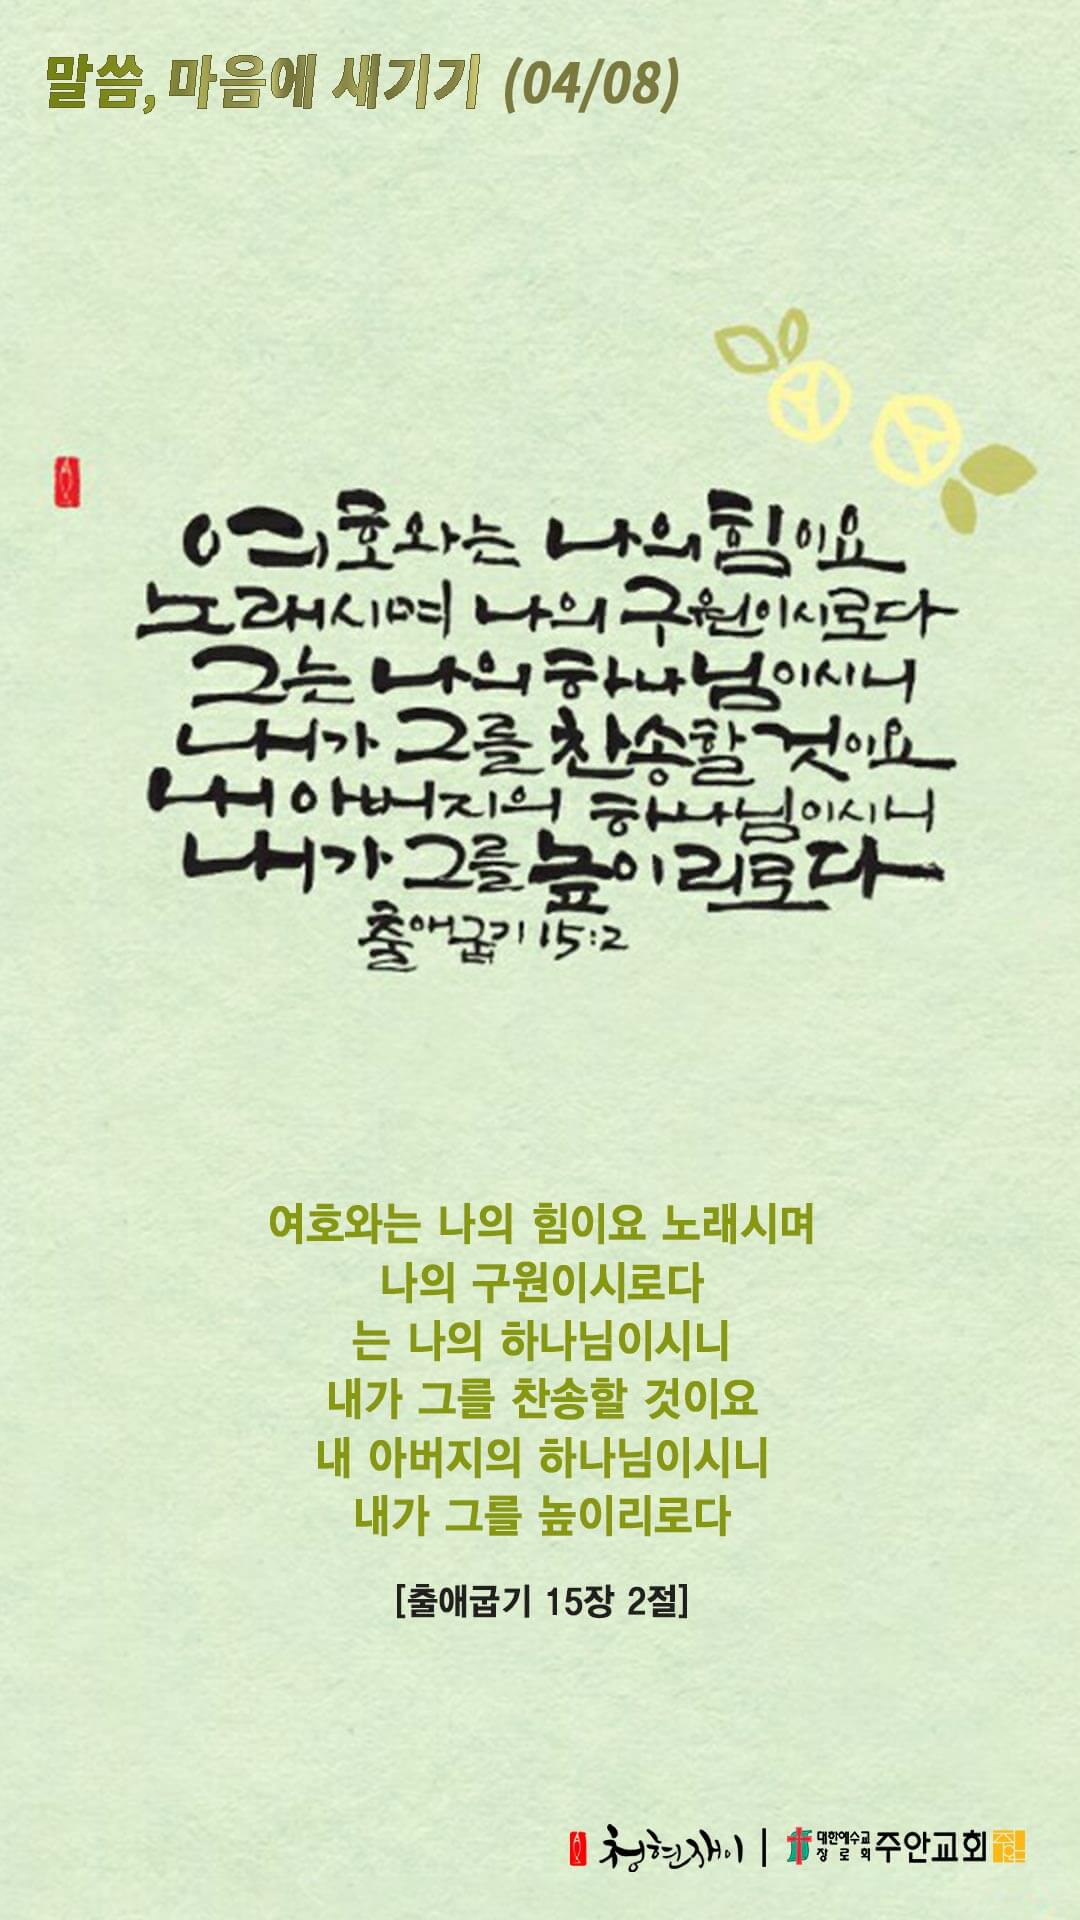 말씀, 마음에 새기기 (04/08)
여호와는 나의 힘이요
노래시며 나의 구원이시로다
그는 나의 하나님이시니
내가 그를 찬송할 것이요
내 아버지의 하나님이시니
내가 그를 높이리로다
출애굽기 15:2
여호와는 나의 힘이요 노래시며
나의 구원이시로다
는 나의 하나님이시니
내가 그를 찬송할 것이요
내 아버지의 하나님이시니
내가 그를 높이리로다
[출애굽기 15장 2절]
청현재이 | 대한예수교장로회 주안교회